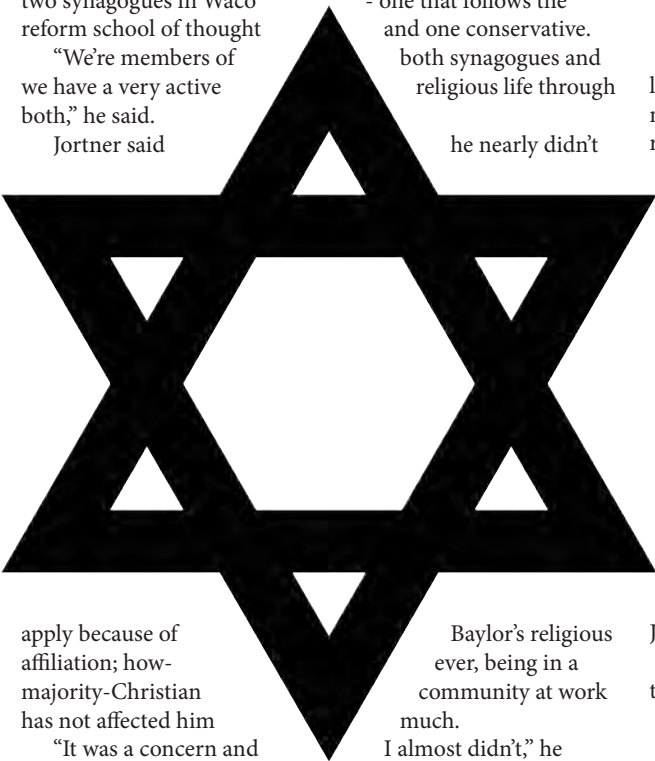 two synagogues in Waco - one that follows the
reform school of thought and one conservative.
“We’re members of both synagogues and
we have a very active religious life through
both,” he said.
Jortner said he nearly didn’t
apply because of Baylor’s religious
affiliation; how- ever, being in a
majority-Christian community at work
has not affected him much.
“It was a concern and I almost didn’t,” he